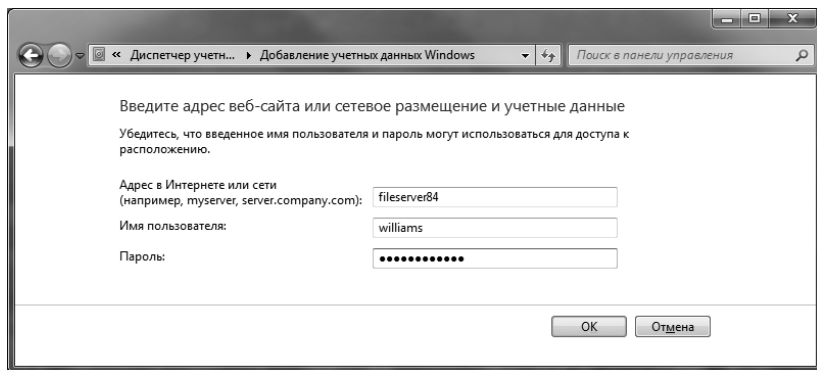 « Диспетчер учетн... ▸ Добавление учетных данных Windows
Поиск в панели управления
Введите адрес веб-сайта или сетевое размещение и учетные данные
Убедитесь, что введенное имя пользователя и пароль могут использоваться для доступа к
расположению.
Адрес в Интернете или сети
(например, myserver, server.company.com): fileserver84
Имя пользователя: williams
Пароль: ••••••••••••
OK Отмена